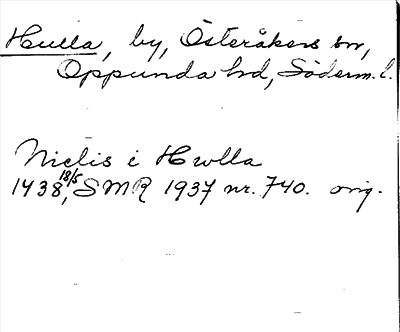 Hulla, by, Österåkers sn,
Oppunda hd, Söderm. l.
Niclis i Hwlla
1438 18/5, SMR 1937 nr. 740. orig.